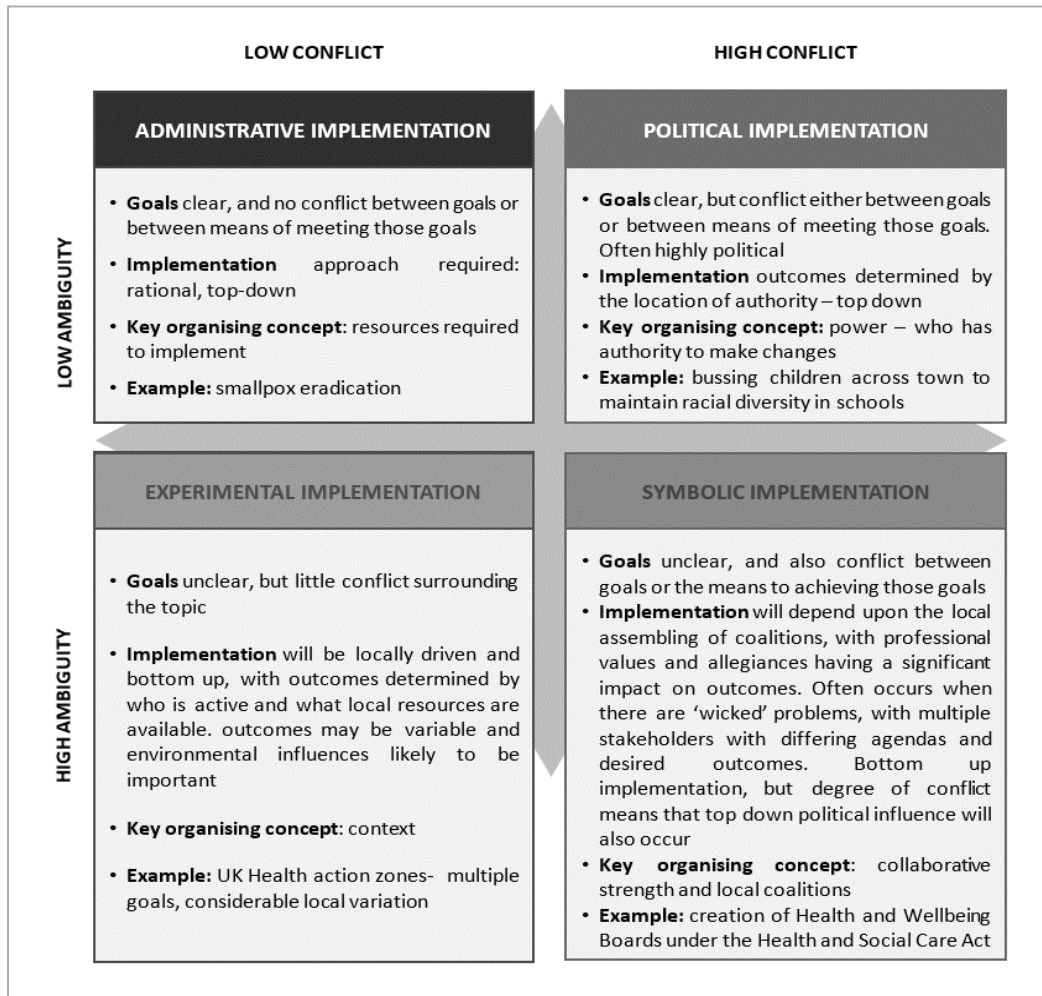 LOW CONFLICT
HIGH CONFLICT
LOW AMBIGUITY
ADMINISTRATIVE IMPLEMENTATION
• Goals clear, and no conflict between goals or
between means of meeting those goals
• Implementation approach required:
rational, top-down
• Key organising concept: resources required
to implement
• Example: smallpox eradication
POLITICAL IMPLEMENTATION
• Goals clear, but conflict either between goals
or between means of meeting those goals.
Often highly political
• Implementation outcomes determined by
the location of authority – top down
• Key organising concept: power – who has
authority to make changes
• Example: bussing children across town to
maintain racial diversity in schools
HIGH AMBIGUITY
EXPERIMENTAL IMPLEMENTATION
• Goals unclear, but little conflict surrounding
the topic
• Implementation will be locally driven and
bottom up, with outcomes determined by
who is active and what local resources are
available. outcomes may be variable and
environmental influences likely to be
important
• Key organising concept: context
• Example: UK Health action zones- multiple
goals, considerable local variation
SYMBOLIC IMPLEMENTATION
• Goals unclear, and also conflict between
goals or the means to achieving those goals
• Implementation will depend upon the local
assembling of coalitions, with professional
values and allegiances having a significant
impact on outcomes. Often occurs when
there are ‘wicked’ problems, with multiple
stakeholders with differing agendas and
desired outcomes. Bottom up
implementation, but degree of conflict
means that top down political influence will
also occur
• Key organising concept: collaborative
strength and local coalitions
• Example: creation of Health and Wellbeing
Boards under the Health and Social Care Act